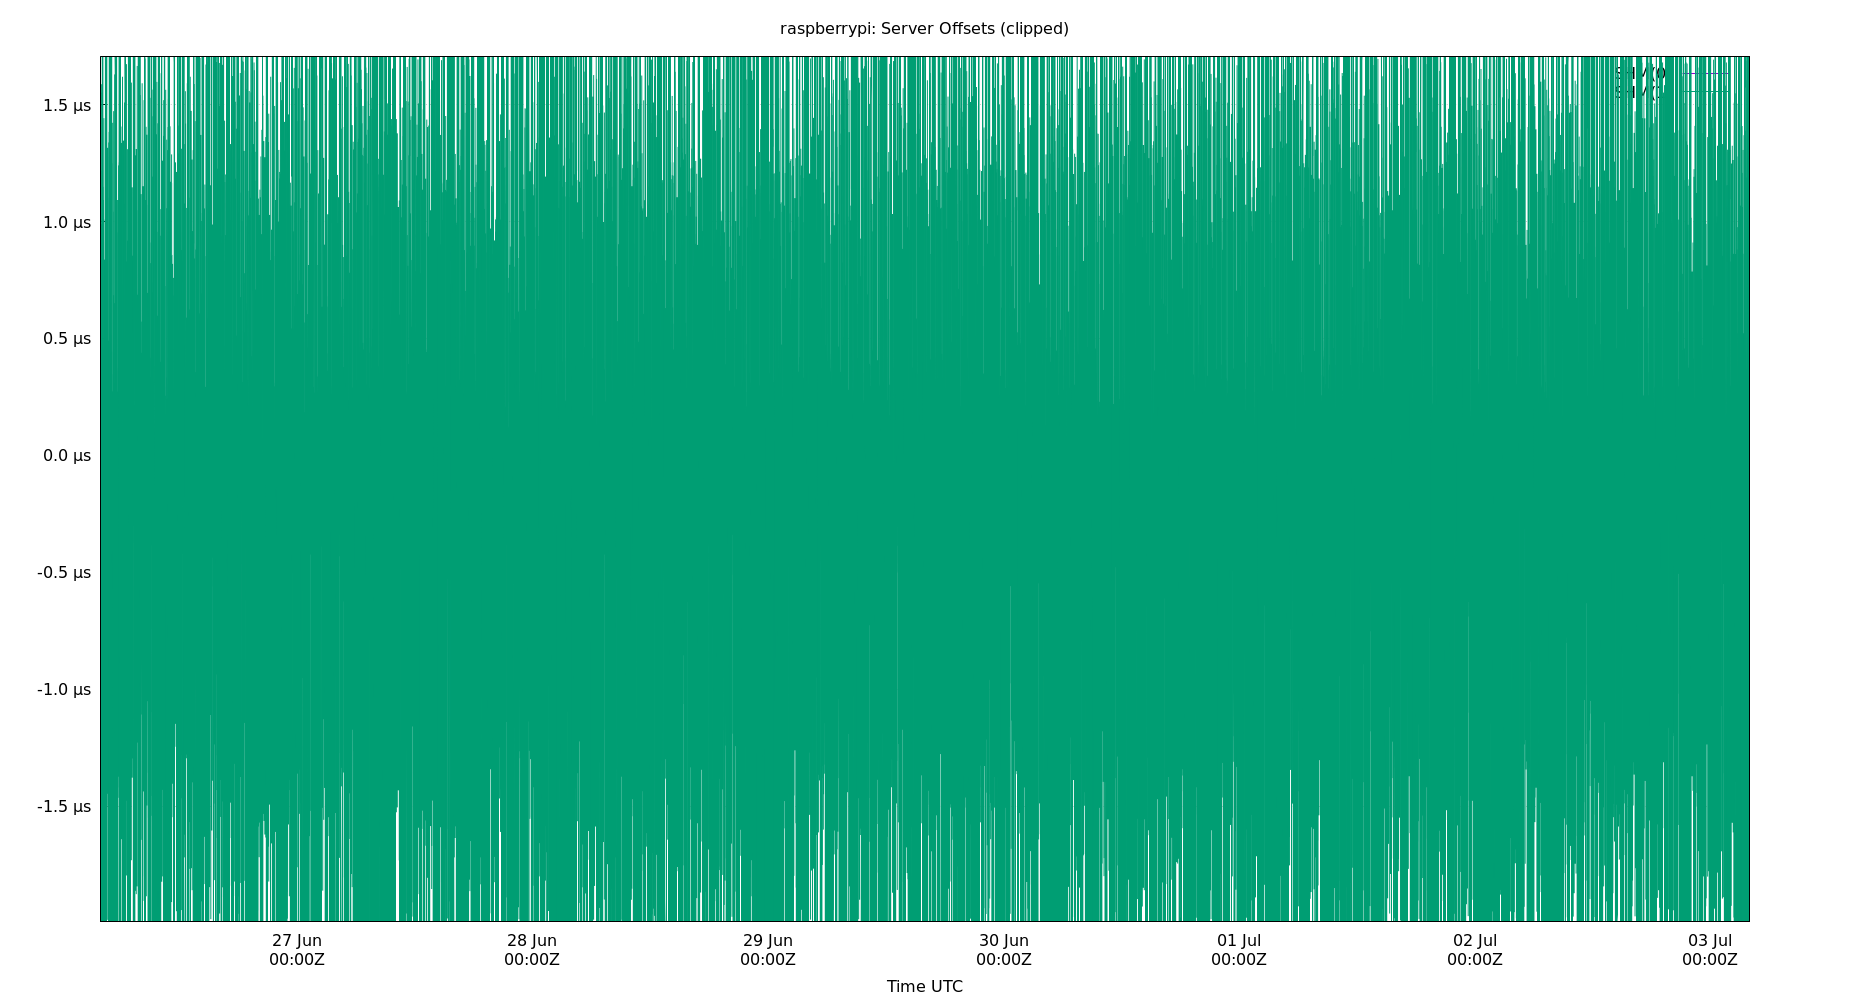 raspberrypi: Server Offsets (clipped)
1.5 µs
1.0 µs
0.5 µs
0.0 µs
-0.5 µs
-1.0 µs
-1.5 µs
27 Jun 28 Jun 29 Jun 30 Jun 01 Jul 02 Jul 03 Jul
00:00Z 00:00Z 00:00Z 00:00Z 00:00Z 00:00Z 00:00Z
Time UTC